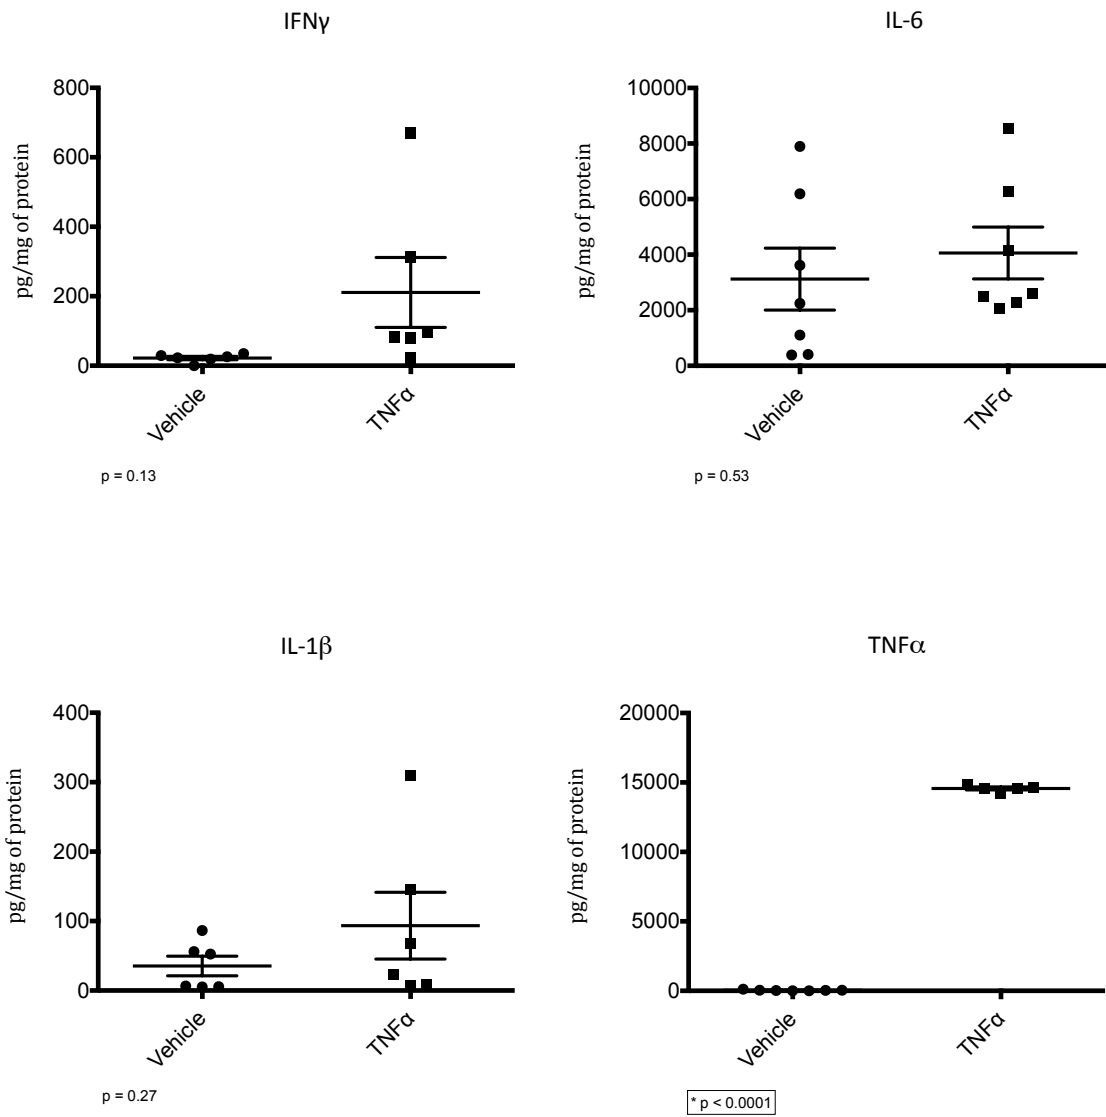 IFNγ
800
600
400
200
0
pg/mg of protein
Vehicle
TNFα
p = 0.13
IL-6
10000
8000
6000
4000
2000
0
pg/mg of protein
Vehicle
TNFα
p = 0.53
IL-1β
400
300
200
100
0
pg/mg of protein
Vehicle
TNFα
p = 0.27
TNFα
20000
15000
10000
5000
0
pg/mg of protein
Vehicle
TNFα
* p < 0.0001